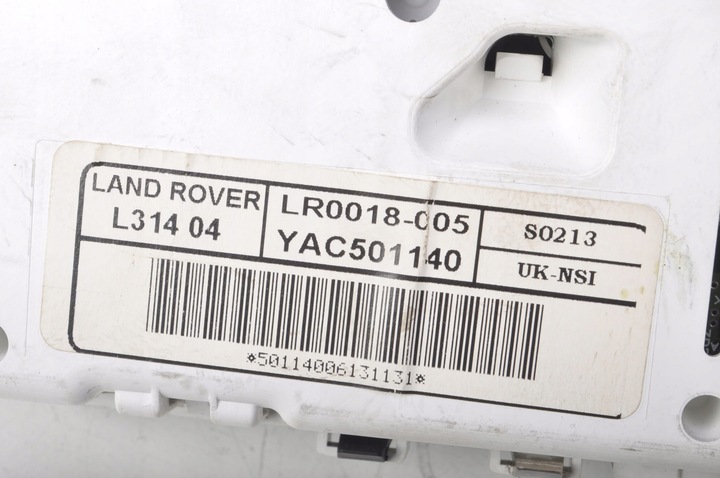 LAND ROVER
L314 04
LR0018-005
YAC501140
S0213
UK-NSI
*50114006131131*